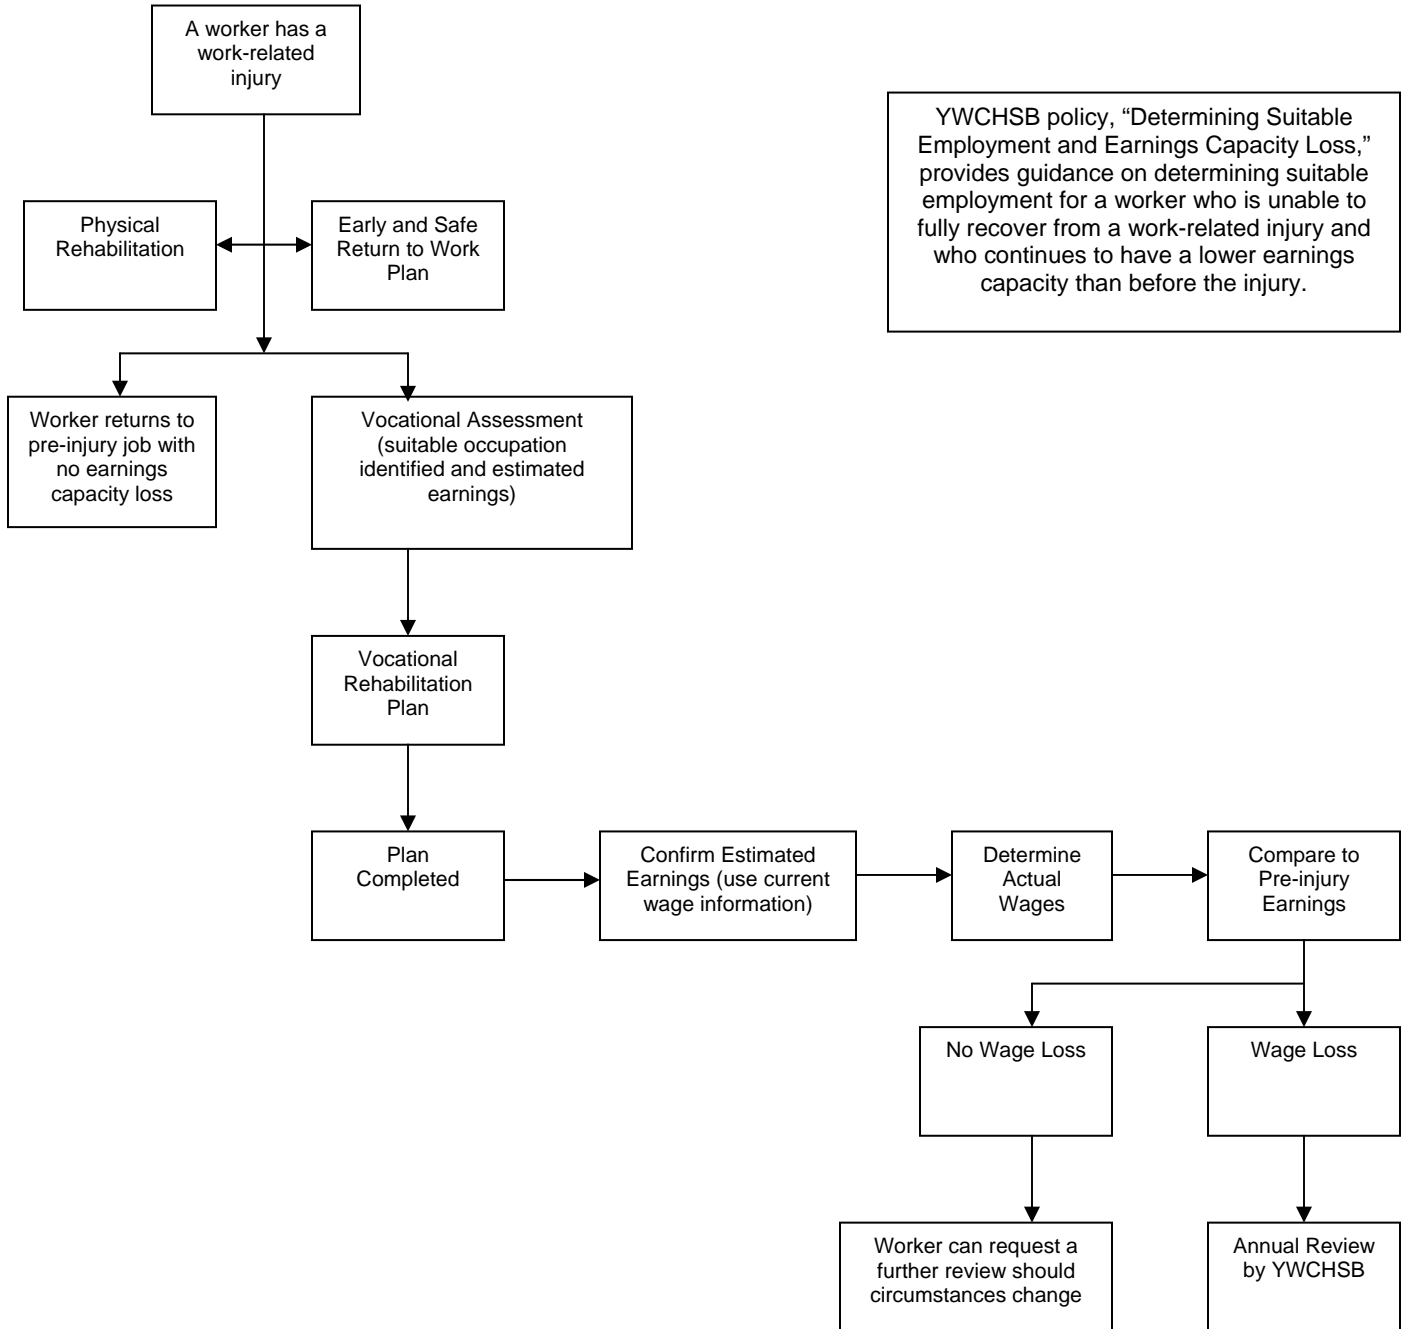 A worker has a
work-related
injury
YWCHSB policy, “Determining Suitable
Employment and Earnings Capacity Loss,”
provides guidance on determining suitable
employment for a worker who is unable to
fully recover from a work-related injury and
who continues to have a lower earnings
capacity than before the injury.
Physical
Rehabilitation
Early and Safe
Return to Work
Plan
Worker returns to
pre-injury job with
no earnings
capacity loss
Vocational Assessment
(suitable occupation
identified and estimated
earnings)
Vocational
Rehabilitation
Plan
Plan
Completed
Confirm Estimated
Earnings (use current
wage information)
Determine
Actual
Wages
Compare to
Pre-injury
Earnings
No Wage Loss
Wage Loss
Worker can request a
further review should
circumstances change
Annual Review
by YWCHSB